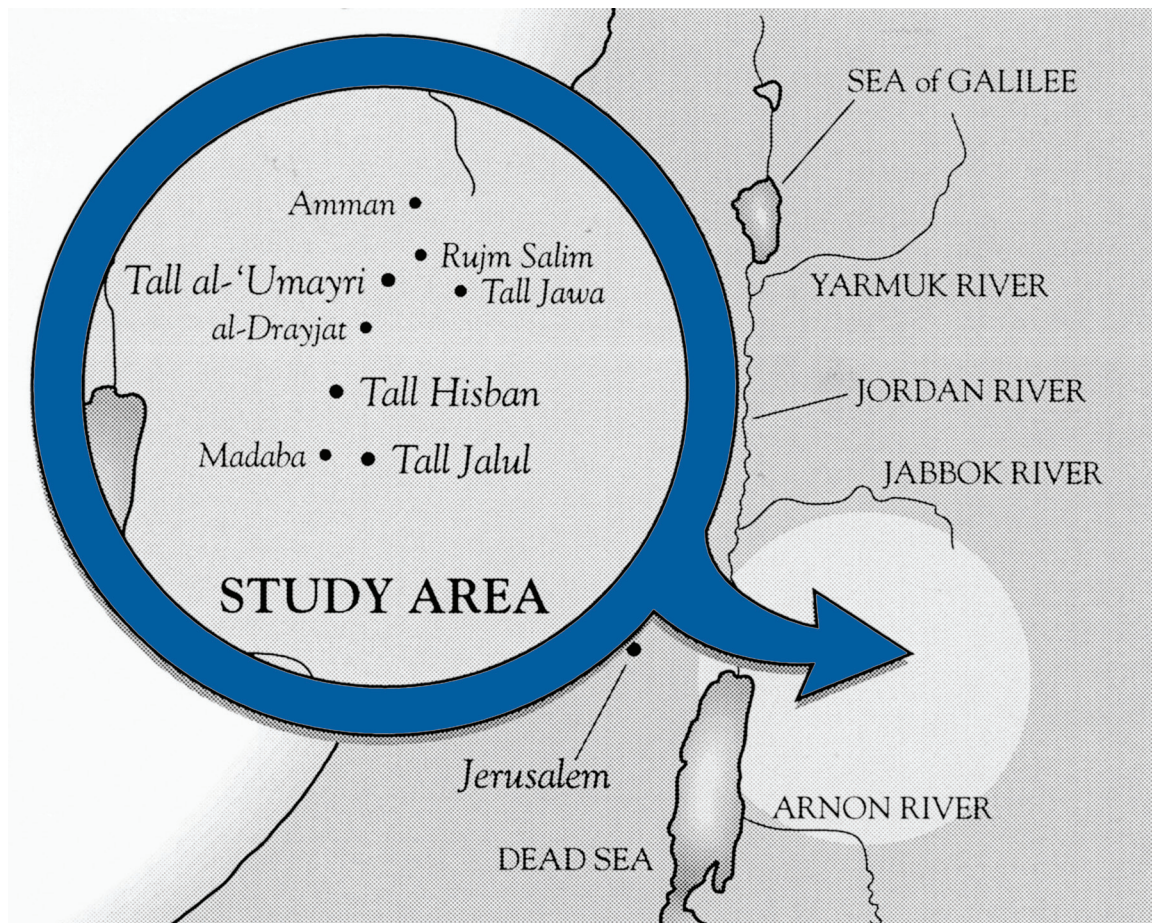 SEA of GALILEE
Amman
Rujm Salim
Tall al-‘Umayri
Tall Jawa
YARMUK RIVER
al-Drayjat
Tall Hisban
JORDAN RIVER
Madaba
Tall Jalul
JABBOK RIVER
STUDY AREA
Jerusalem
ARNON RIVER
DEAD SEA